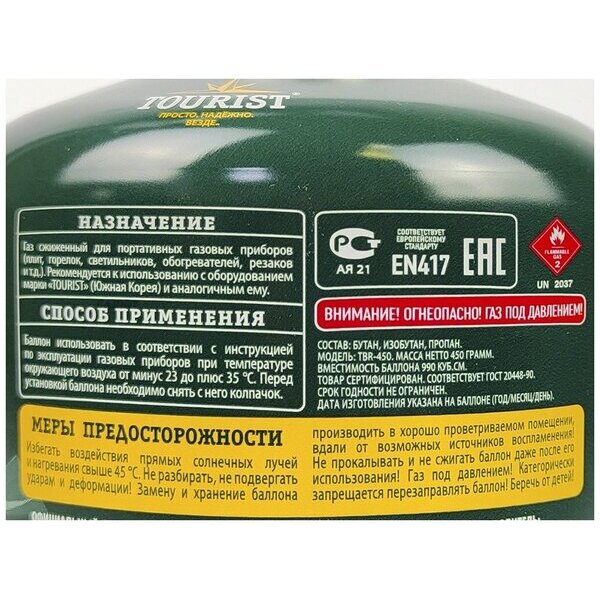 TOURIST®
ПРОСТО. НАДЁЖНО.
ВЕЗДЕ.
НАЗНАЧЕНИЕ
Газ сжиженный для портативных газовых приборов
(плит, горелок, светильников, обогревателей, резаков
и т.д.). Рекомендуется к использованию с оборудованием
марки «TOURIST» (Южная Корея) и аналогичным ему.
СПОСОБ ПРИМЕНЕНИЯ
Баллон использовать в соответствии с инструкцией
по эксплуатации газовых приборов при температуре
окружающего воздуха от минус 23 до плюс 35 °С. Перед
установкой баллона необходимо снять с него колпачок.
РСТ
АЯ 21
СООТВЕТСТВУЕТ
ЕВРОПЕЙСКОМУ
СТАНДАРТУ
EN417
ЕАС
FLAMMABLE
GAS
2
UN 2037
ВНИМАНИЕ! ОГНЕОПАСНО! ГАЗ ПОД ДАВЛЕНИЕМ!
СОСТАВ: БУТАН, ИЗОБУТАН, ПРОПАН.
МОДЕЛЬ: TBR-450. МАССА НЕТТО 450 ГРАММ.
ВМЕСТИМОСТЬ БАЛЛОНА 990 КУБ.СМ.
ТОВАР СЕРТИФИЦИРОВАН. СООТВЕТСТВУЕТ ГОСТ 20448-90.
СРОК ГОДНОСТИ НЕ ОГРАНИЧЕН.
ДАТА ИЗГОТОВЛЕНИЯ УКАЗАНА НА БАЛЛОНЕ (ГОД/МЕСЯЦ/ДЕНЬ).
МЕРЫ ПРЕДОСТОРОЖНОСТИ
Избегать воздействия прямых солнечных лучей
и нагревания свыше 45 °С. Не разбирать, не подвергать
ударам и деформации! Замену и хранение баллона
производить в хорошо проветриваемом помещении,
вдали от возможных источников воспламенения!
Не прокалывать и не сжигать баллон даже после его
использования! Газ под давлением! Категорически
запрещается перезаправлять баллон! Беречь от детей!